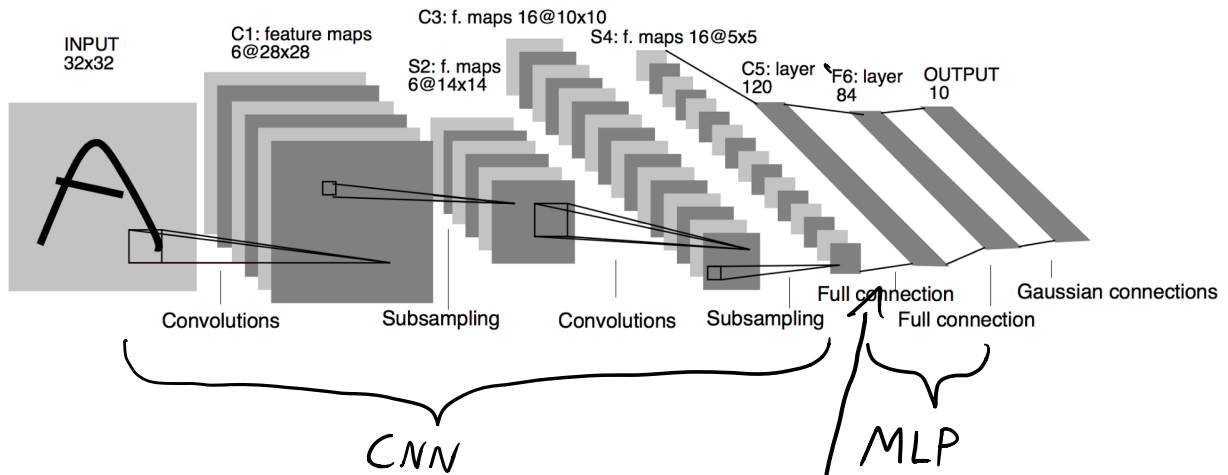 INPUT
32x32
C1: feature maps
6@28x28
S2: f. maps
6@14x14
C3: f. maps 16@10x10
S4: f. maps 16@5x5
C5: layer
120
F6: layer
84
OUTPUT
10
A
Convolutions
Subsampling
Convolutions
Subsampling
Full connection
Full connection
Gaussian connections
CNN
MLP